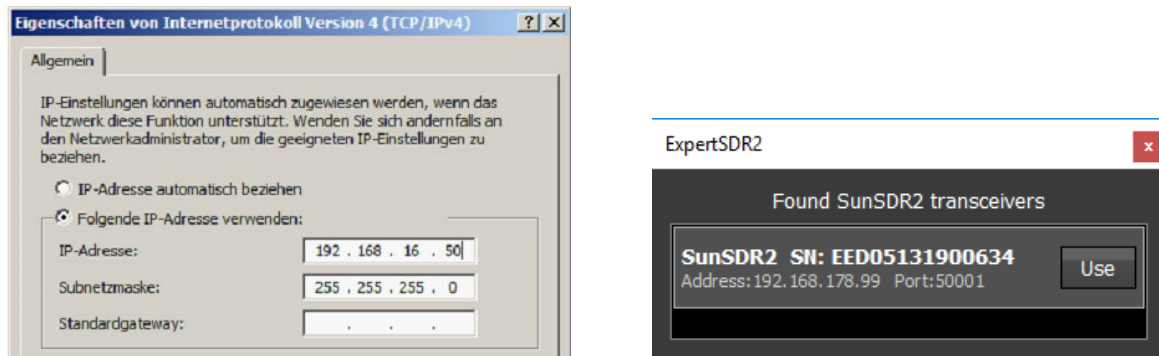 Eigenschaften von Internetprotokoll Version 4 (TCP/IPv4)
Allgemein
IP-Einstellungen können automatisch zugewiesen werden, wenn das
Netzwerk diese Funktion unterstützt. Wenden Sie sich andernfalls an
den Netzwerkadministrator, um die geeigneten IP-Einstellungen zu
beziehen.
IP-Adresse automatisch beziehen
Folgende IP-Adresse verwenden:
IP-Adresse: 192 . 168 . 16 . 50
Subnetzmaske: 255 . 255 . 255 . 0
Standardgateway: . . .
ExpertSDR2
Found SunSDR2 transceivers
SunSDR2 SN: EED05131900634
Address:192.168.178.99 Port:50001
Use